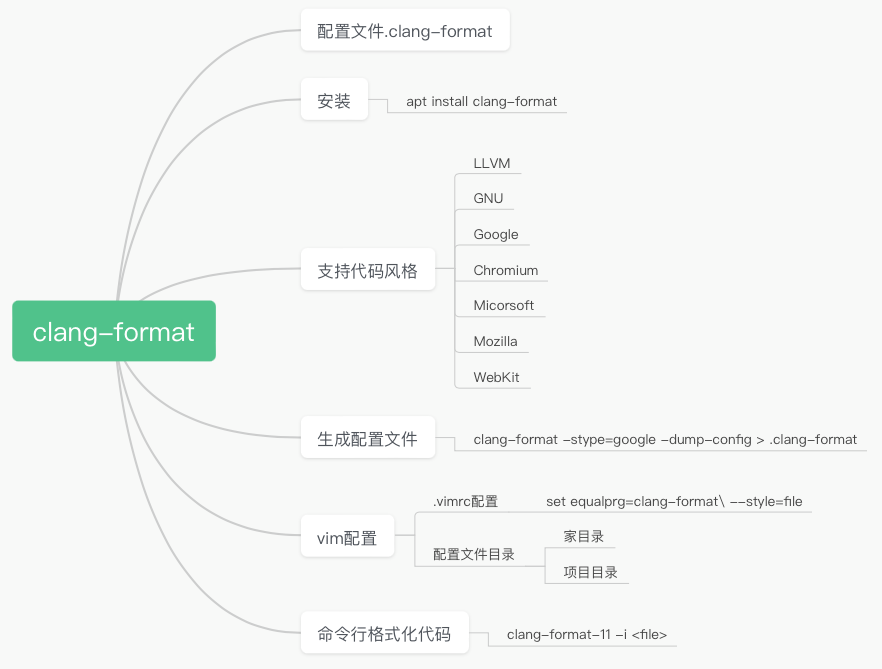 clang-format
配置文件.clang-format
安装
apt install clang-format
支持代码风格
LLVM
GNU
Google
Chromium
Micorsoft
Mozilla
WebKit
生成配置文件
clang-format -stype=google -dump-config > .clang-format
vim配置
.vimrc配置
set equalprg=clang-format\ --style=file
配置文件目录
家目录
项目目录
命令行格式化代码
clang-format-11 -i <file>